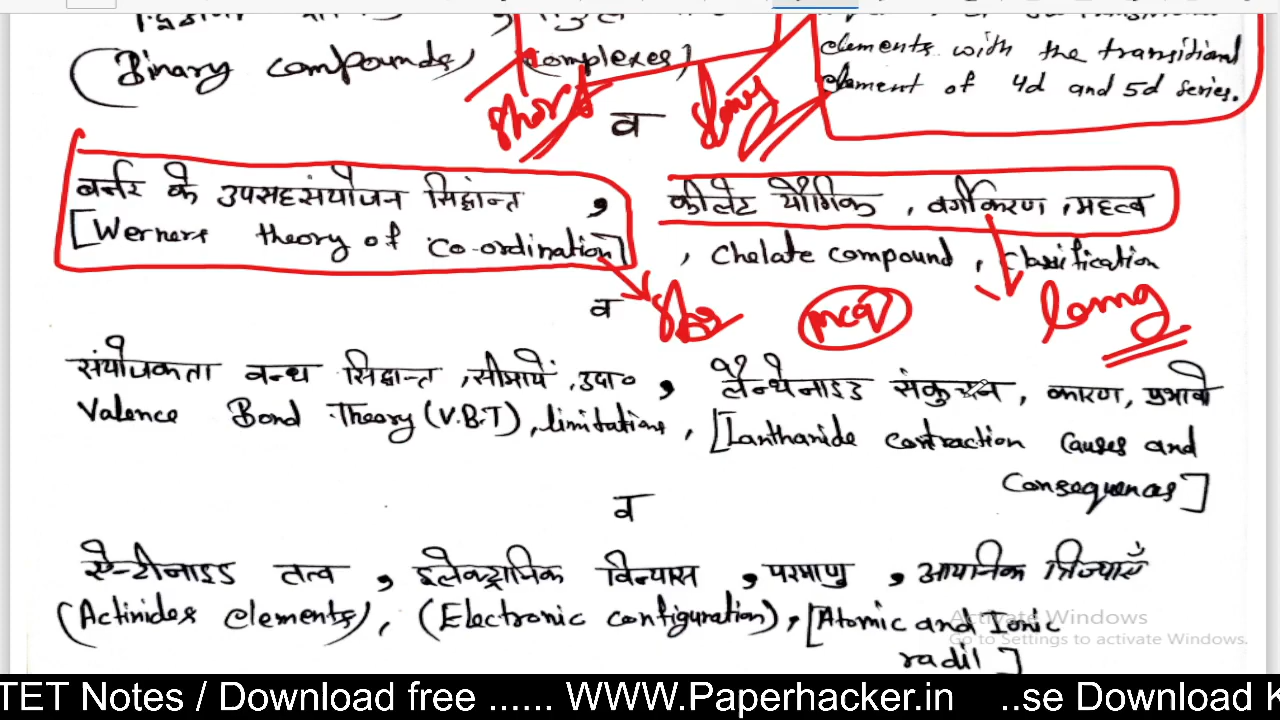 (Binary compounds) (Complexes)
elements with the transitional
element of 4d and 5d series.
short long
व
वर्नर के उपसहसंयोजन सिद्धान्त ,
[Werners theory of co-ordination]
कीलेट यौगिक , वर्गीकरण , महत्व
, Chelate compound , classification
व
mcq long
संयोजकता बन्ध सिद्धान्त , सीमायें , उदा० ,
Valence Bond Theory (V.B.T) , limitations ,
लैन्थेनाइड संकुचन , कारण , प्रभाव
[Lanthanide contraction causes and
Consequences]
व
ऐक्टीनाइड तत्व , इलेक्ट्रानिक विन्यास , परमाणु , आयनिक त्रिज्याएँ
(Actinides elements) , (Electronic configuration) , [Atomic and Ionic
radii]
Activate Windows
Go to Settings to activate Windows.
TET Notes / Download free ...... WWW.Paperhacker.in ..se Download K